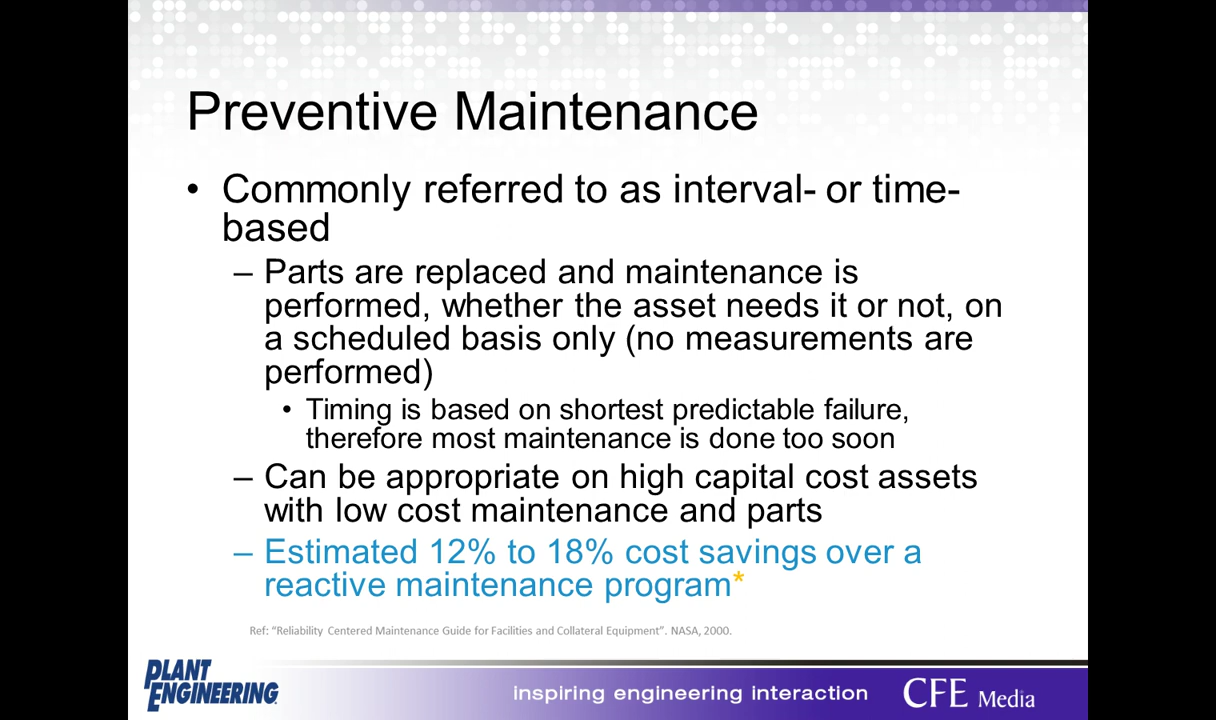 Preventive Maintenance
• Commonly referred to as interval- or time-
based
– Parts are replaced and maintenance is
performed, whether the asset needs it or not, on
a scheduled basis only (no measurements are
performed)
• Timing is based on shortest predictable failure,
therefore most maintenance is done too soon
– Can be appropriate on high capital cost assets
with low cost maintenance and parts
– Estimated 12% to 18% cost savings over a
reactive maintenance program*
Ref: “Reliability Centered Maintenance Guide for Facilities and Collateral Equipment”. NASA, 2000.
PLANT
ENGINEERING
inspiring engineering interaction
CFE Media